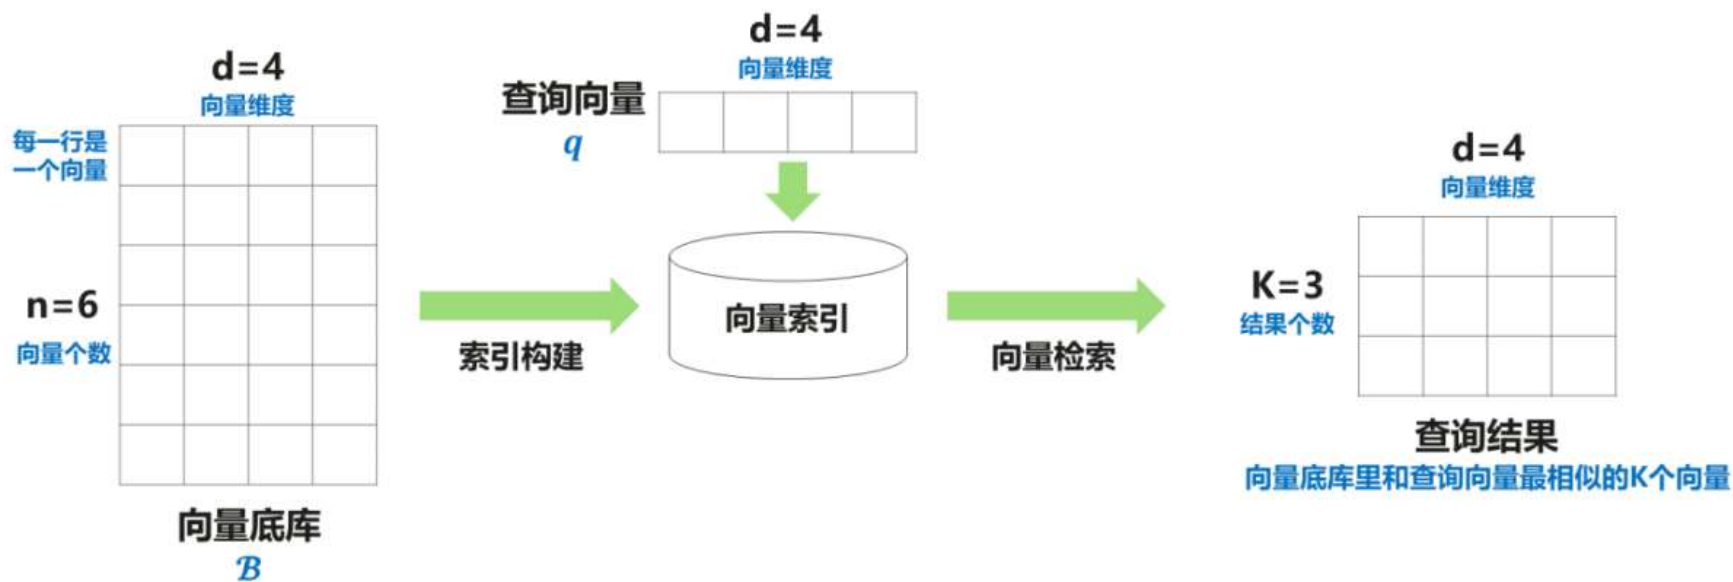 d=4
向量维度
每一行是
一个向量
n=6
向量个数
向量底库
B
索引构建
d=4
向量维度
查询向量
q
向量索引
向量检索
d=4
向量维度
K=3
结果个数
查询结果
向量底库里和查询向量最相似的K个向量